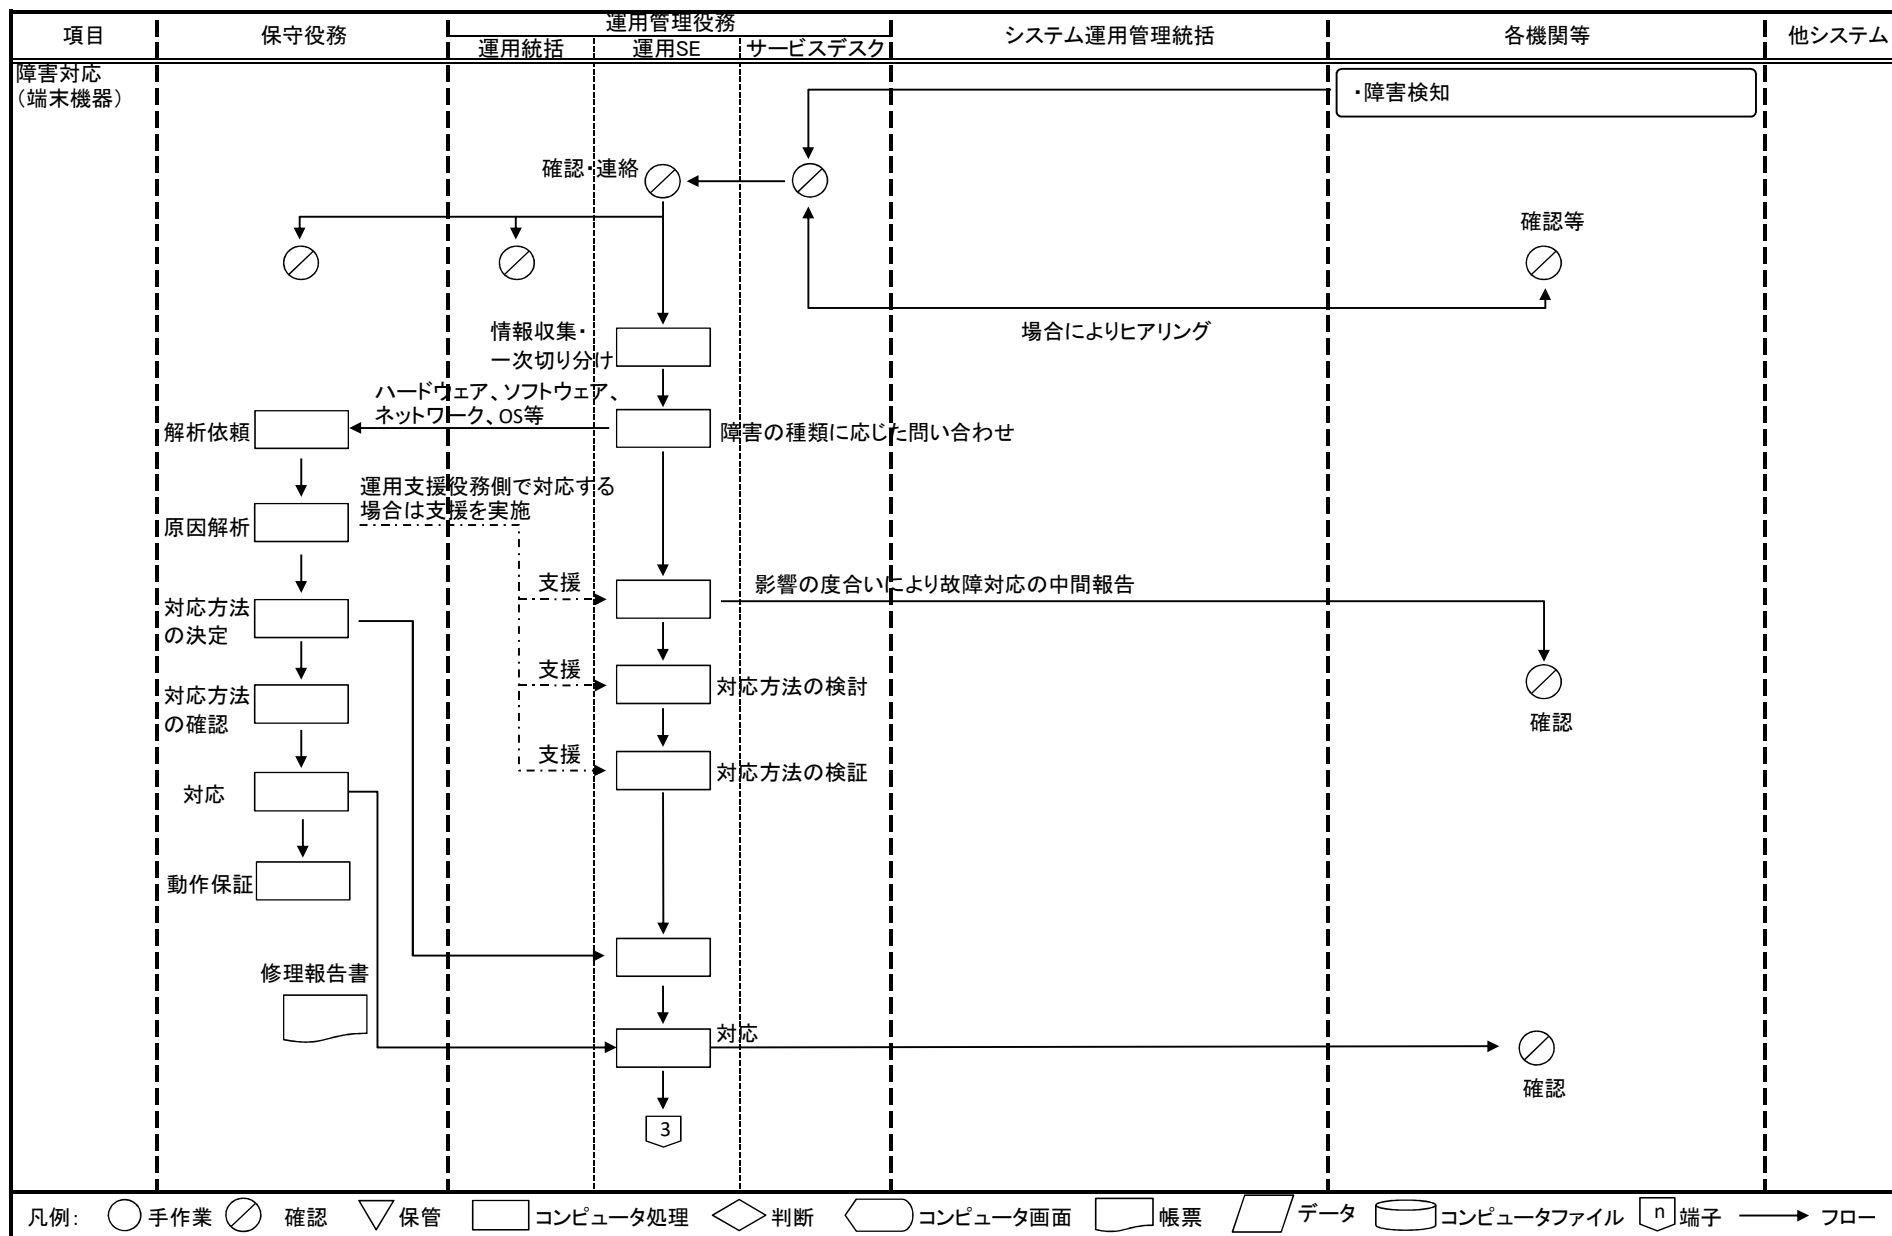 項目
保守役務
運用管理役務
運用統括
運用SE
サービスデスク
システム運用管理統括
各機関等
他システム
障害対応
（端末機器）
・障害検知
確認・連絡
確認等
場合によりヒアリング
情報収集・
一次切り分け
ハードウェア、ソフトウェア、
ネットワーク、OS等
解析依頼
障害の種類に応じた問い合わせ
運用支援役務側で対応する
場合は支援を実施
原因解析
支援
影響の度合いにより故障対応の中間報告
対応方法
の決定
支援
対応方法の検討
対応方法
の確認
確認
支援
対応方法の検証
対応
動作保証
修理報告書
対応
確認
3
凡例：
手作業
確認
保管
コンピュータ処理
判断
コンピュータ画面
帳票
データ
コンピュータファイル
n
端子
フロー